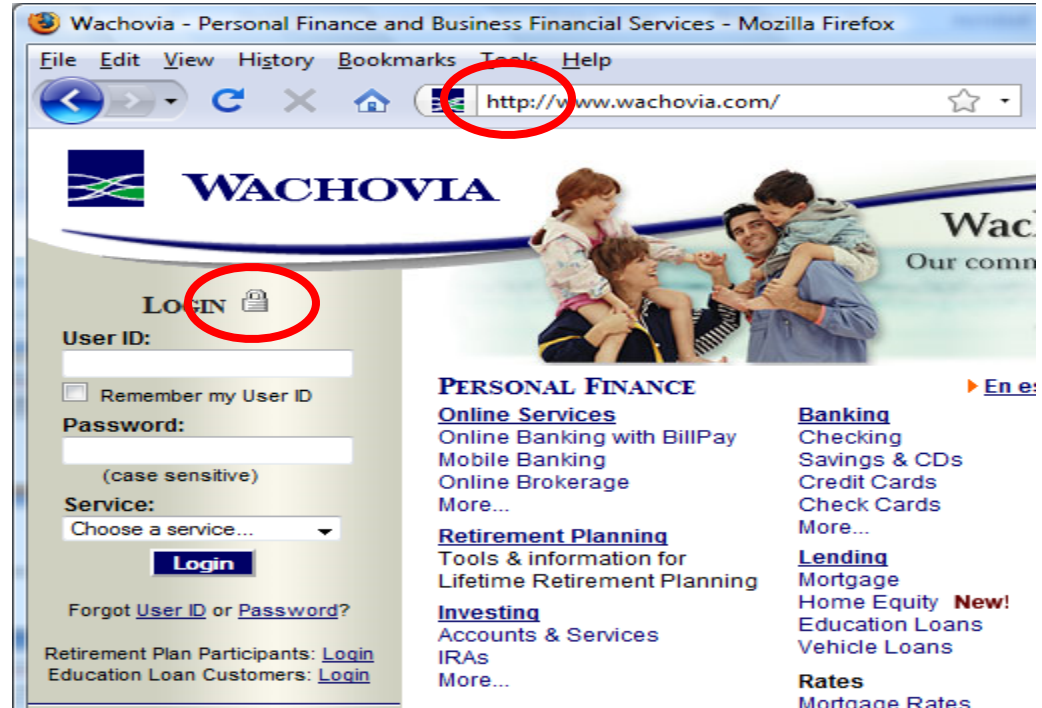 Wachovia - Personal Finance and Business Financial Services - Mozilla Firefox
File Edit View History Bookmarks Tools Help
http://www.wachovia.com/
WACHOVIA
Our
LOGIN
User ID:
Remember my User ID
Password:
(case sensitive)
Service:
Choose a service...
Login
Forgot User ID or Password?
Retirement Plan Participants: Login
Education Loan Customers: Login
PERSONAL FINANCE
En
Online Services
Online Banking with BillPay
Mobile Banking
Online Brokerage
More...
Retirement Planning
Tools & information for
Lifetime Retirement Planning
Investing
Accounts & Services
IRAs
More...
Banking
Checking
Savings & CDs
Credit Cards
Check Cards
More...
Lending
Mortgage
Home Equity New!
Education Loans
Vehicle Loans
Rates
Mortgage Rates